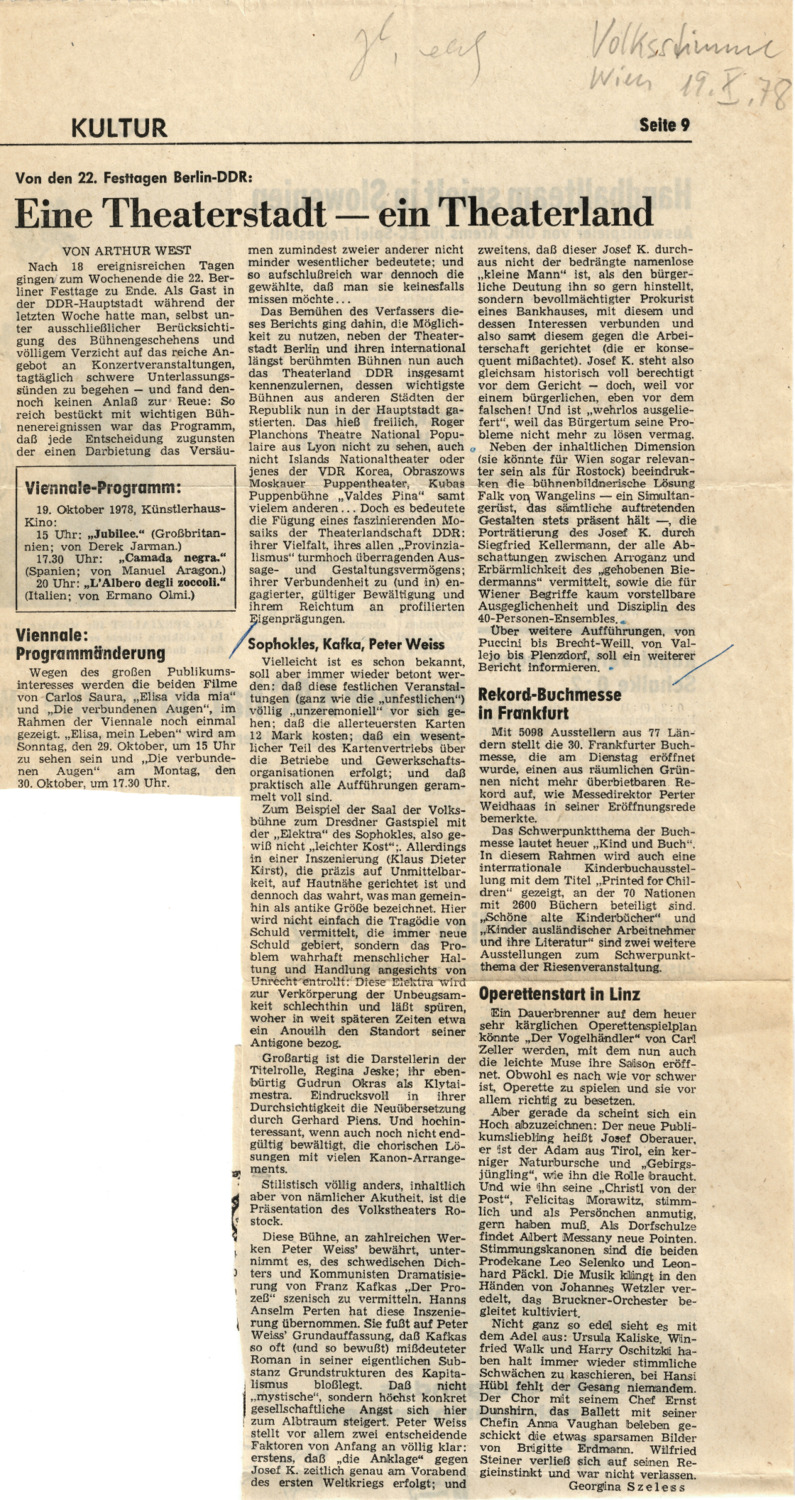 Volksstimme
Wien 19.X.78
KULTUR
Seite 9
Von den 22. Festtagen Berlin-DDR:
Eine Theaterstadt — ein Theaterland
VON ARTHUR WEST
Nach 18 ereignisreichen Tagen
gingen zum Wochenende die 22. Ber-
liner Festtage zu Ende. Als Gast in
der DDR-Hauptstadt während der
letzten Woche hatte man, selbst un-
ter ausschließlicher Berücksichti-
gung des Bühnengeschehens und
völligem Verzicht auf das reiche An-
gebot an Konzertveranstaltungen,
tagtäglich schwere Unterlassungs-
sünden zu begehen — und fand den-
noch keinen Anlaß zur Reue: So
reich bestückt mit wichtigen Büh-
nenereignissen war das Programm,
daß jede Entscheidung zugunsten
der einen Darbietung das Versäu-
men zumindest zweier anderer nicht
minder wesentlicher bedeutete; und
so aufschlußreich war dennoch die
gewählte, daß man sie keinesfalls
missen möchte...
Das Bemühen des Verfassers die-
ses Berichts ging dahin, die Möglich-
keit zu nutzen, neben der Theater-
stadt Berlin und ihren international
längst berühmten Bühnen nun auch
das Theaterland DDR insgesamt
kennenzulernen, dessen wichtigste
Bühnen aus anderen Städten der
Republik nun in der Hauptstadt ga-
stierten. Das hieß freilich, Roger
Planchons Theatre National Popu-
laire aus Lyon nicht zu sehen, auch
nicht Islands Nationaltheater oder
jenes der VDR Korea, Obraszows
Moskauer Puppentheater, Kubas
Puppenbühne „Valdes Pina" samt
vielem anderen... Doch es bedeutete
die Fügung eines faszinierenden Mo-
saiks der Theaterlandschaft DDR:
ihrer Vielfalt, ihres allen „Provinzia-
lismus" turmhoch überragenden Aus-
sage- und Gestaltungsvermögens;
ihrer Verbundenheit zu (und in) en-
gagierter, gültiger Bewältigung und
ihrem Reichtum an profilierten
Eigenprägungen.
Sophokles, Kafka, Peter Weiss
Vielleicht ist es schon bekannt,
soll aber immer wieder betont wer-
den: daß diese festlichen Veranstal-
tungen (ganz wie die „unfestlichen")
völlig „unzeremoniell" vor sich ge-
hen; daß die allerteuersten Karten
12 Mark kosten; daß ein wesent-
licher Teil des Kartenvertriebs über
die Betriebe und Gewerkschafts-
organisationen erfolgt; und daß
praktisch alle Aufführungen geram-
melt voll sind.
Zum Beispiel der Saal der Volks-
bühne zum Dresdner Gastspiel mit
der „Elektra" des Sophokles, also ge-
wiß nicht „leichter Kost";. Allerdings
in einer Inszenierung (Klaus Dieter
Kirst), die präzis auf Unmittelbar-
keit, auf Hautnähe gerichtet ist und
dennoch das wahrt, was man gemein-
hin als antike Größe bezeichnet. Hier
wird nicht einfach die Tragödie von
Schuld vermittelt, die immer neue
Schuld gebiert, sondern das Pro-
blem wahrhaft menschlicher Hal-
tung und Handlung angesichts von
Unrecht entrollt: Diese Elektra wird
zur Verkörperung der Unbeugsam-
keit schlechthin und läßt spüren,
woher in weit späteren Zeiten etwa
ein Anouilh den Standort seiner
Antigone bezog.
Großartig ist die Darstellerin der
Titelrolle, Regina Jeske; ihr eben-
bürtig Gudrun Okras als Klytai-
mestra. Eindrucksvoll in ihrer
Durchsichtigkeit die Neuübersetzung
durch Gerhard Piens. Und hochin-
teressant, wenn auch noch nicht end-
gültig bewältigt, die chorischen Lö-
sungen mit vielen Kanon-Arrange-
ments.
Stilistisch völlig anders, inhaltlich
aber von nämlicher Akutheit, ist die
Präsentation des Volkstheaters Ro-
stock.
Diese Bühne, an zahlreichen Wer-
ken Peter Weiss' bewährt, unter-
nimmt es, des schwedischen Dich-
ters und Kommunisten Dramatisie-
rung von Franz Kafkas „Der Pro-
zeß" szenisch zu vermitteln. Hanns
Anselm Perten hat diese Inszenie-
rung übernommen. Sie fußt auf Peter
Weiss' Grundauffassung, daß Kafkas
so oft (und so bewußt) mißdeuteter
Roman in seiner eigentlichen Sub-
stanz Grundstrukturen des Kapita-
lismus bloßlegt. Daß nicht
„mystische", sondern höchst konkret
gesellschaftliche Angst sich hier
zum Albtraum steigert. Peter Weiss
stellt vor allem zwei entscheidende
Faktoren von Anfang an völlig klar:
erstens, daß „die Anklage" gegen
Josef K. zeitlich genau am Vorabend
des ersten Weltkriegs erfolgt; und
zweitens, daß dieser Josef K. durch-
aus nicht der bedrängte namenlose
„kleine Mann" ist, als den bürger-
liche Deutung ihn so gern hinstellt,
sondern bevollmächtigter Prokurist
eines Bankhauses, mit diesem und
dessen Interessen verbunden und
also samt diesem gegen die Arbei-
terschaft gerichtet (die er konse-
quent mißachtet). Josef K. steht also
gleichsam historisch voll berechtigt
vor dem Gericht — doch, weil vor
einem bürgerlichen, eben vor dem
falschen! Und ist „wehrlos ausgelie-
fert", weil das Bürgertum seine Pro-
bleme nicht mehr zu lösen vermag.
Neben der inhaltlichen Dimension
(sie könnte für Wien sogar relevan-
ter sein als für Rostock) beeindruk-
ken die bühnenbildnerische Lösung
Falk von Wangelins — ein Simultan-
gerüst, das sämtliche auftretenden
Gestalten stets präsent hält —, die
Porträtierung des Josef K. durch
Siegfried Kellermann, der alle Ab-
schattungen zwischen Arroganz und
Erbärmlichkeit des „gehobenen Bie-
dermanns" vermittelt, sowie die für
Wiener Begriffe kaum vorstellbare
Ausgeglichenheit und Disziplin des
40-Personen-Ensembles.
Über weitere Aufführungen, von
Puccini bis Brecht-Weill, von Val-
lejo bis Plenzdorf, soll ein weiterer
Bericht informieren.
Viennale-Programm:
19. Oktober 1978, Künstlerhaus-
Kino:
15 Uhr: „Jubilee." (Großbritan-
nien; von Derek Jarman.)
17.30 Uhr: „Camada negra."
(Spanien; von Manuel Aragon.)
20 Uhr: „L'Albero degli zoccoli."
(Italien; von Ermano Olmi.)
Viennale:
Programmänderung
Wegen des großen Publikums-
interesses werden die beiden Filme
von Carlos Saura, „Elisa vida mia"
und „Die verbundenen Augen", im
Rahmen der Viennale noch einmal
gezeigt. „Elisa, mein Leben" wird am
Sonntag, den 29. Oktober, um 15 Uhr
zu sehen sein und „Die verbunde-
nen Augen" am Montag, den
30. Oktober, um 17.30 Uhr.
Rekord-Buchmesse
in Frankfurt
Mit 5098 Ausstellern aus 77 Län-
dern stellt die 30. Frankfurter Buch-
messe, die am Dienstag eröffnet
wurde, einen aus räumlichen Grün-
nen nicht mehr überbietbaren Re-
kord auf, wie Messedirektor Perter
Weidhaas in seiner Eröffnungsrede
bemerkte.
Das Schwerpunktthema der Buch-
messe lautet heuer „Kind und Buch".
In diesem Rahmen wird auch eine
internationale Kinderbuchausstel-
lung mit dem Titel „Printed for Chil-
dren" gezeigt, an der 70 Nationen
mit 2600 Büchern beteiligt sind.
„Schöne alte Kinderbücher" und
„Kinder ausländischer Arbeitnehmer
und ihre Literatur" sind zwei weitere
Ausstellungen zum Schwerpunkt-
thema der Riesenveranstaltung.
Operettenstart in Linz
Ein Dauerbrenner auf dem heuer
sehr kärglichen Operettenspielplan
könnte „Der Vogelhändler" von Carl
Zeller werden, mit dem nun auch
die leichte Muse ihre Saison eröff-
net. Obwohl es nach wie vor schwer
ist, Operette zu spielen und sie vor
allem richtig zu besetzen.
Aber gerade da scheint sich ein
Hoch abzuzeichnen: Der neue Publi-
kumsliebling heißt Josef Oberauer,
er ist der Adam aus Tirol, ein ker-
niger Naturbursche und „Gebirgs-
jüngling", wie ihn die Rolle braucht.
Und wie ihn seine „Christl von der
Post", Felicitas Morawitz, stimm-
lich und als Persönchen anmutig,
gern haben muß. Als Dorfschulze
findet Albert Messany neue Pointen.
Stimmungskanonen sind die beiden
Prodekane Leo Selenko und Leon-
hard Päckl. Die Musik klingt in den
Händen von Johannes Wetzler ver-
edelt, das Bruckner-Orchester be-
gleitet kultiviert.
Nicht ganz so edel sieht es mit
dem Adel aus: Ursula Kaliske, Win-
fried Walk und Harry Oschitzki ha-
ben halt immer wieder stimmliche
Schwächen zu kaschieren, bei Hansi
Hübl fehlt der Gesang niemandem.
Der Chor mit seinem Chef Ernst
Dunshirn, das Ballett mit seiner
Chefin Anna Vaughan beleben ge-
schickt die etwas sparsamen Bilder
von Brigitte Erdmann. Wilfried
Steiner verließ sich auf seinen Re-
gieinstinkt und war nicht verlassen.
Georgina Szeless